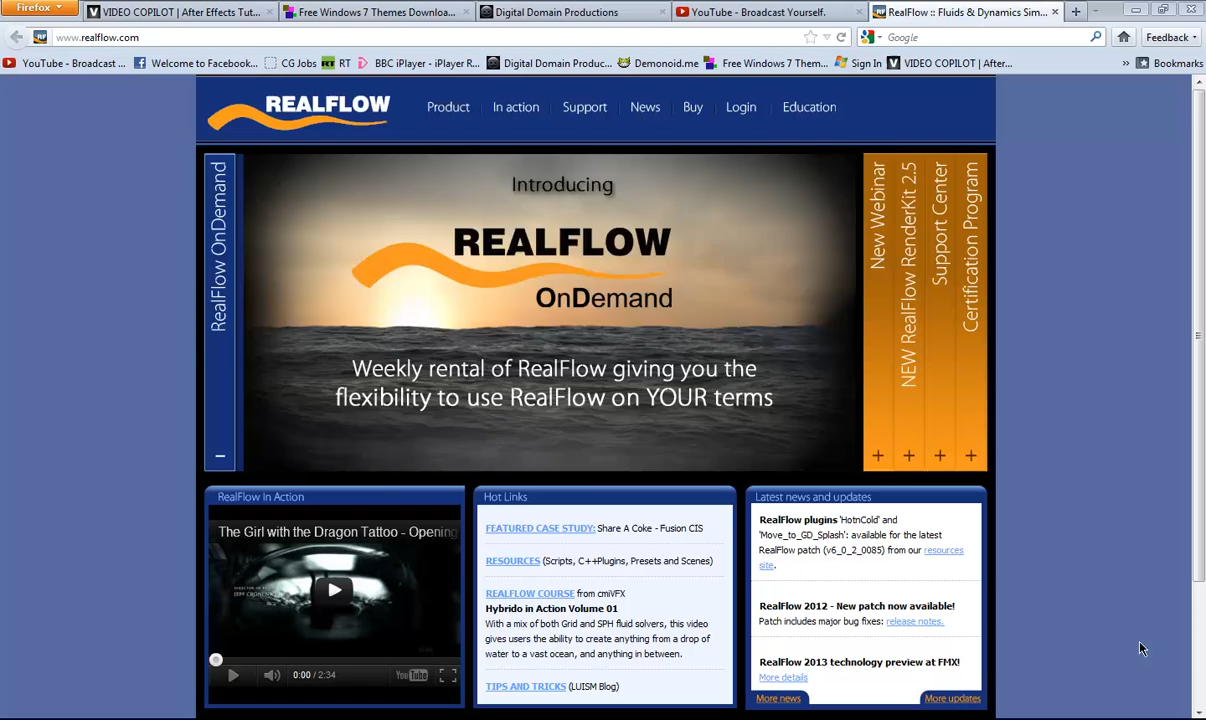 Firefox
VIDEO COPILOT | After Effects Tut...
Free Windows 7 Themes Downloa...
Digital Domain Productions
YouTube - Broadcast Yourself.
RealFlow :: Fluids & Dynamics Sim...
www.realflow.com
Google
Feedback
YouTube - Broadcast ...
Welcome to Facebook...
CG Jobs
RT RT
BBC iPlayer - iPlayer R...
Digital Domain Produc...
Demonoid.me
Free Windows 7 Them...
Sign In
VIDEO COPILOT | After...
Bookmarks
REALFLOW
Product
In action
Support
News
Buy
Login
Education
RealFlow OnDemand
Introducing
REALFLOW
OnDemand
Weekly rental of RealFlow giving you the
flexibility to use RealFlow on YOUR terms
New Webinar
NEW RealFlow RenderKit 2.5
Support Center
Certification Program
RealFlow In Action
The Girl with the Dragon Tattoo - Opening
0:00 / 2:34
YouTube
Hot Links
FEATURED CASE STUDY: Share A Coke - Fusion CIS
RESOURCES (Scripts, C++Plugins, Presets and Scenes)
REALFLOW COURSE from cmiVFX
Hybrido in Action Volume 01
With a mix of both Grid and SPH fluid solvers, this video
gives users the ability to create anything from a drop of
water to a vast ocean, and anything in between.
TIPS AND TRICKS (LUISM Blog)
Latest news and updates
RealFlow plugins 'HotnCold' and
'Move_to_GD_Splash': available for the latest
RealFlow patch (v6_0_2_0085) from our resources
site.
RealFlow 2012 - New patch now available!
Patch includes major bug fixes: release notes.
RealFlow 2013 technology preview at FMX!
More details
More news
More updates